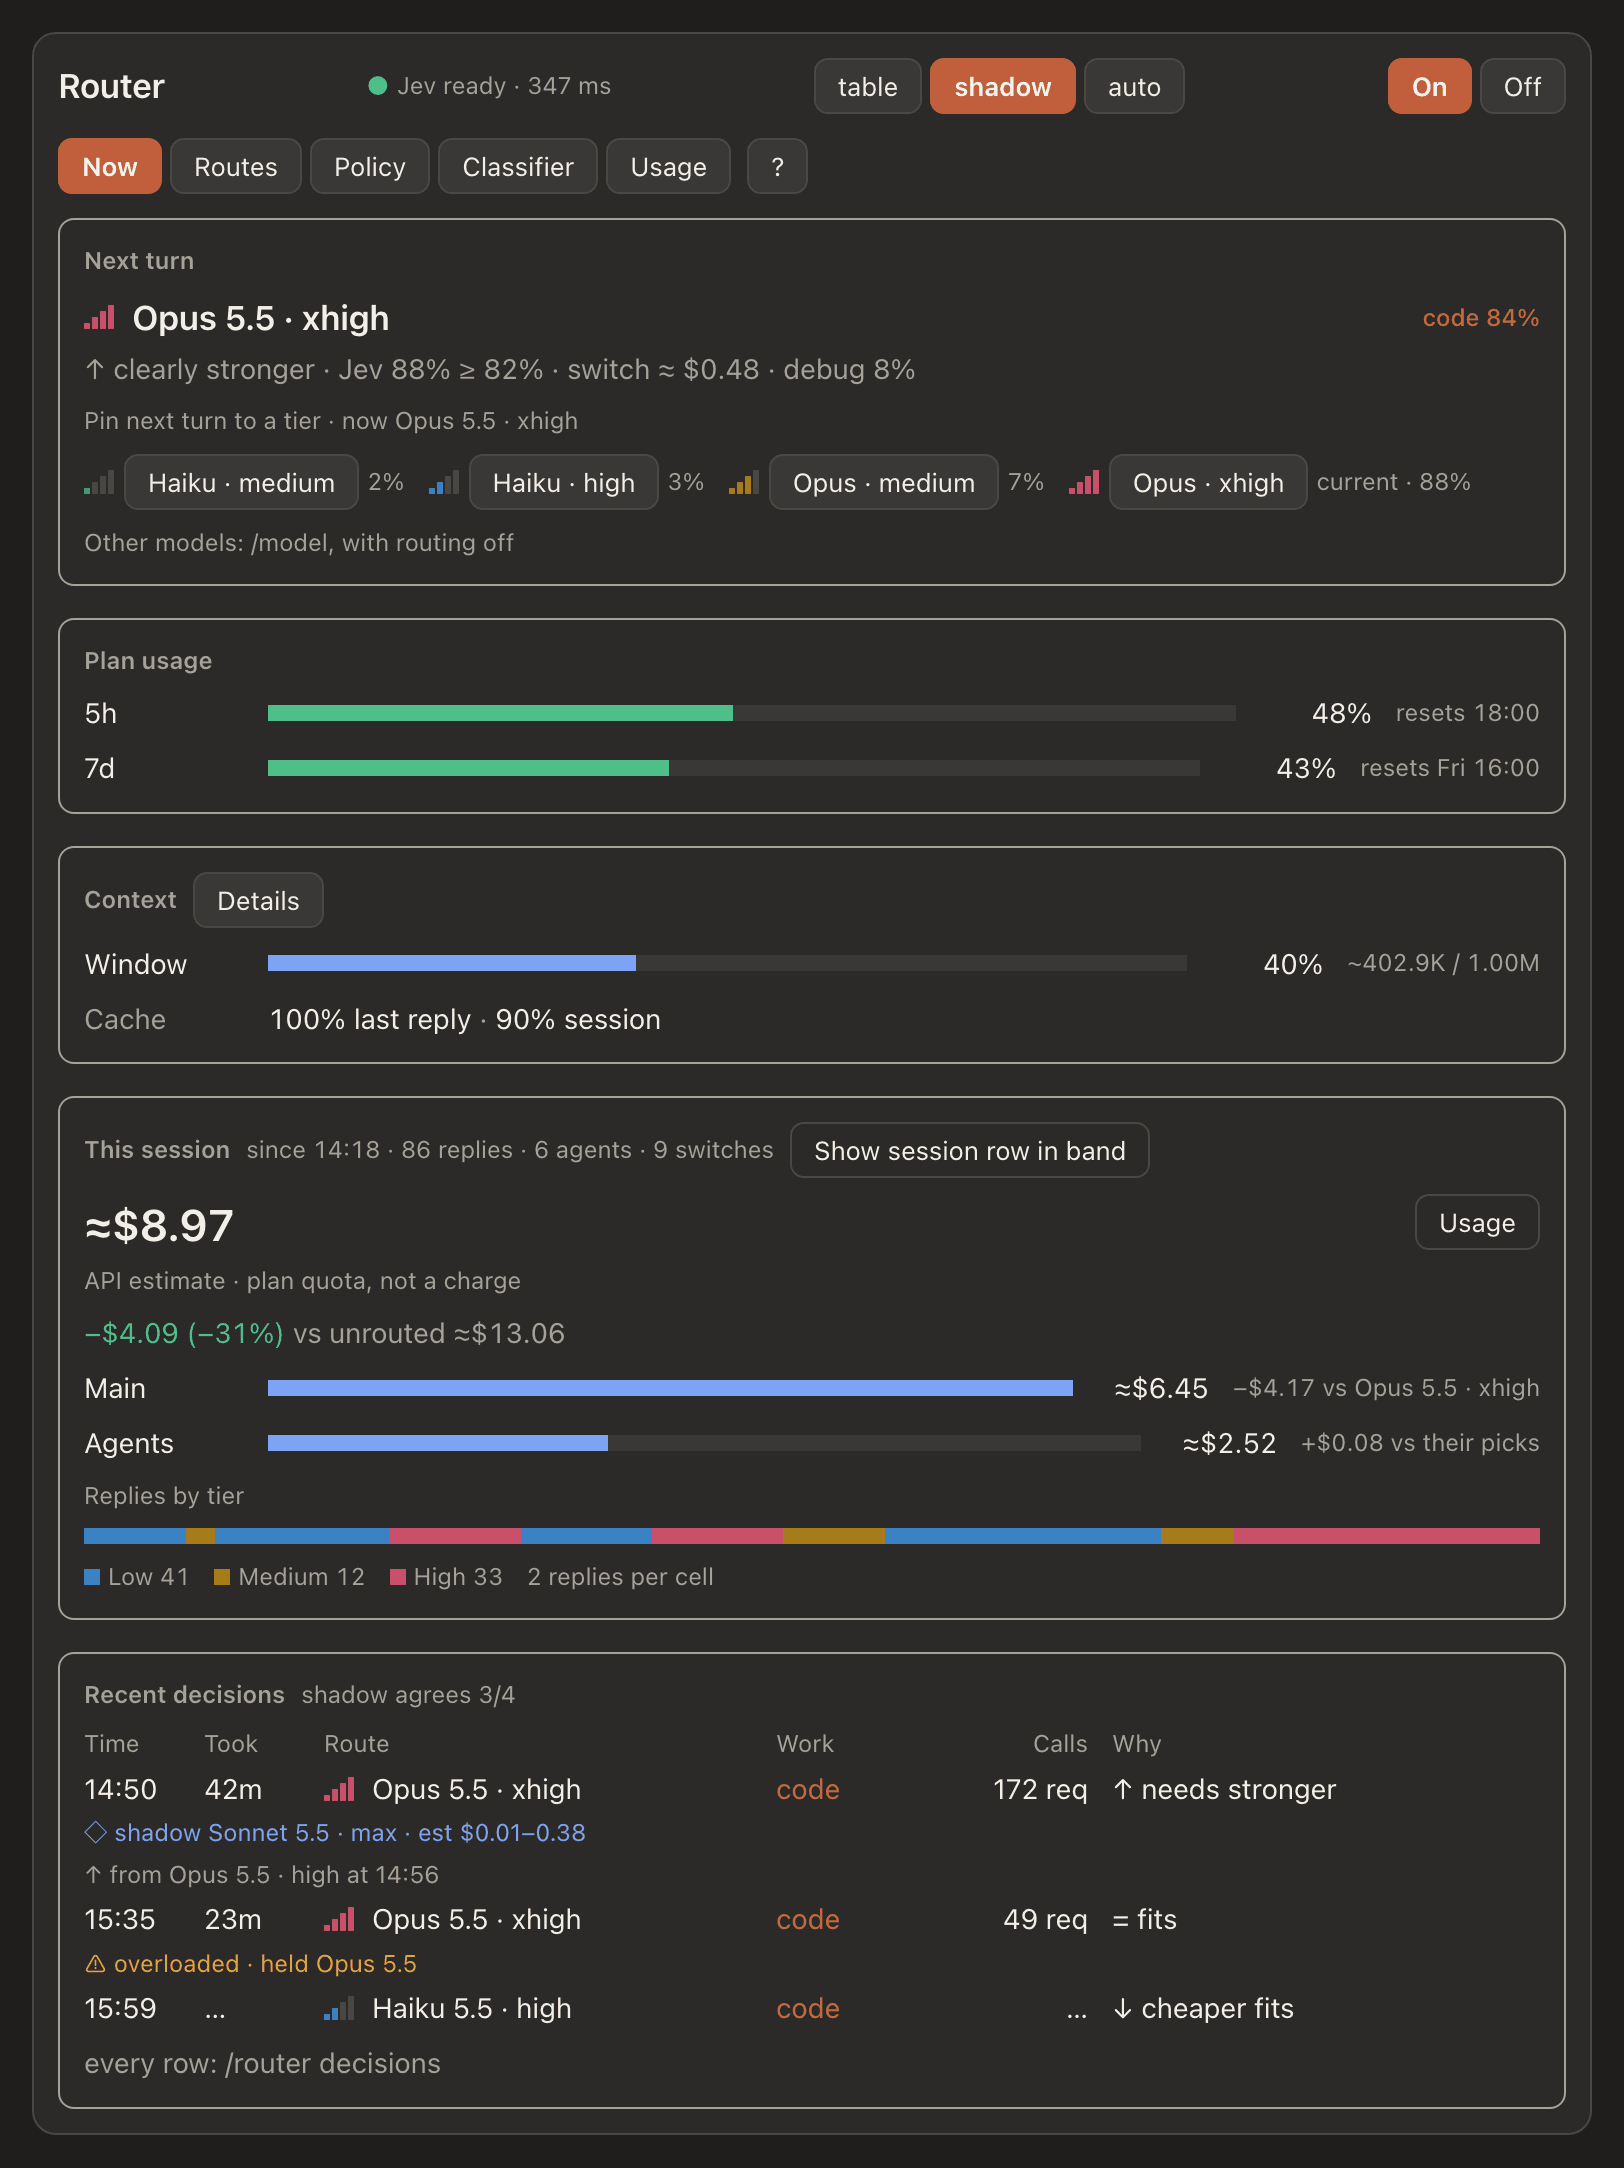 Router Jev ready · 347 ms table shadow auto On Off
Now Routes Policy Classifier Usage ?
Next turn
Opus 5.5 · xhigh code 84%
↑ clearly stronger · Jev 88% ≥ 82% · switch ≈ $0.48 · debug 8%
Pin next turn to a tier · now Opus 5.5 · xhigh
Haiku · medium 2% Haiku · high 3% Opus · medium 7% Opus · xhigh current · 88%
Other models: /model, with routing off
Plan usage
5h 48% resets 18:00
7d 43% resets Fri 16:00
Context Details
Window 40% ~402.9K / 1.00M
Cache 100% last reply · 90% session
This session since 14:18 · 86 replies · 6 agents · 9 switches Show session row in band
≈$8.97 Usage
API estimate · plan quota, not a charge
−$4.09 (−31%) vs unrouted ≈$13.06
Main ≈$6.45 −$4.17 vs Opus 5.5 · xhigh
Agents ≈$2.52 +$0.08 vs their picks
Replies by tier
Low 41 Medium 12 High 33 2 replies per cell
Recent decisions shadow agrees 3/4
Time Took Route Work Calls Why
14:50 42m Opus 5.5 · xhigh code 172 req ↑ needs stronger
◇ shadow Sonnet 5.5 · max · est $0.01–0.38
↑ from Opus 5.5 · high at 14:56
15:35 23m Opus 5.5 · xhigh code 49 req = fits
⚠ overloaded · held Opus 5.5
15:59 … Haiku 5.5 · high code … ↓ cheaper fits
every row: /router decisions